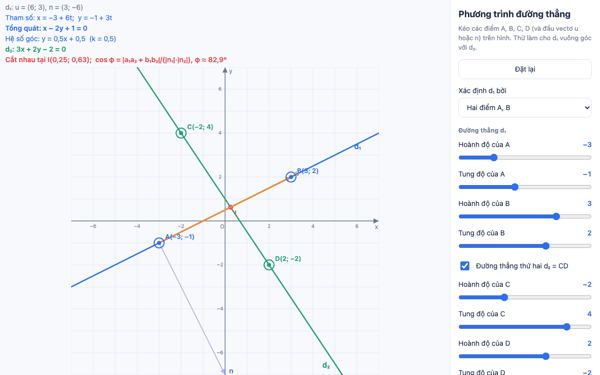 d₁: u = (6; 3), n = (3; −6)
Tham số: x = −3 + 6t;  y = −1 + 3t
Tổng quát: x − 2y + 1 = 0
Hệ số góc: y = 0,5x + 0,5  (k = 0,5)
d₂: 3x + 2y − 2 = 0
Cắt nhau tại I(0,25; 0,63);  cos φ = |a₁a₂ + b₁b₂|/(|n₁|·|n₂|), φ ≈ 82,9°
y
6
C(−2; 4)
4
d₁
B(3; 2)
2
I
−6
−4
−2
O
2
4
6
x
A(−3; −1)
−2
D(2; −2)
−4
−6
d₂
n
Phương trình đường thẳng
Kéo các điểm A, B, C, D (và đầu vectơ u
hoặc n) trên hình. Thử làm cho d₁ vuông góc
với d₂.
Đặt lại
Xác định d₁ bởi
Hai điểm A, B
Đường thẳng d₁
Hoành độ của A −3
Tung độ của A −1
Hoành độ của B 3
Tung độ của B 2
Đường thẳng thứ hai d₂ = CD
Hoành độ của C −2
Tung độ của C 4
Hoành độ của D 2
Tung độ của D −2